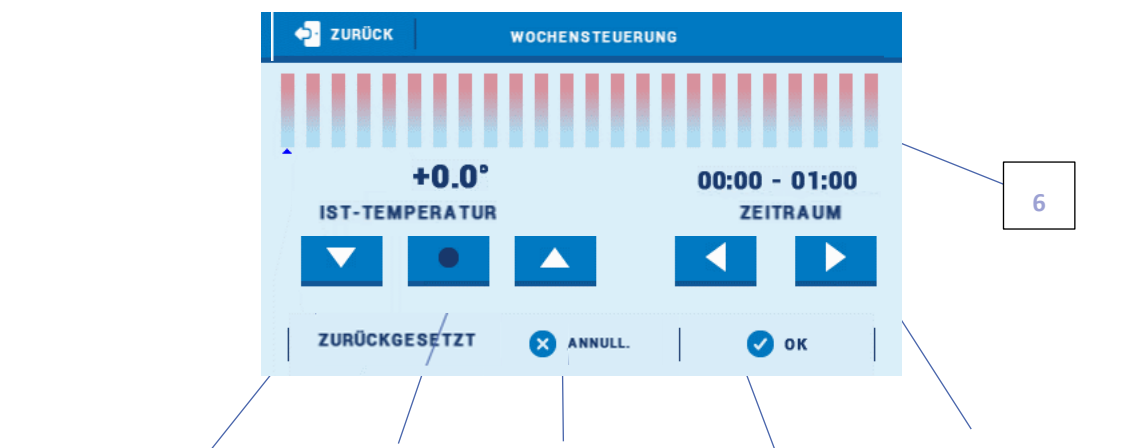 ZURÜCK WOCHENSTEUERUNG
+0.0° 00:00 - 01:00
IST-TEMPERATUR ZEITRAUM
6
ZURÜCKGESETZT ANNULL. OK